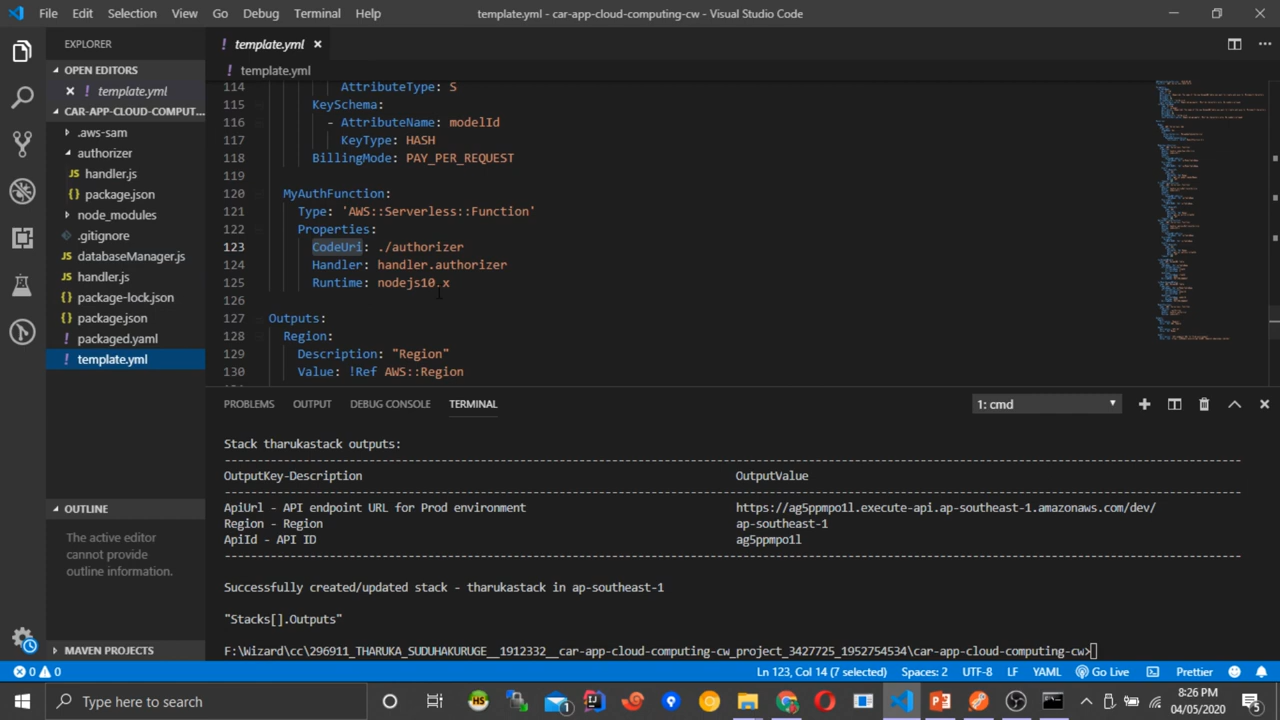 File Edit Selection View Go Debug Terminal Help
template.yml - car-app-cloud-computing-cw - Visual Studio Code
EXPLORER
OPEN EDITORS
template.yml
CAR-APP-CLOUD-COMPUT...
.aws-sam
authorizer
JS handler.js
{} package.json
node_modules
.gitignore
JS databaseManager.js
JS handler.js
{} package-lock.json
{} package.json
! packaged.yaml
! template.yml
OUTLINE
The active editor
cannot provide
outline information.
MAVEN PROJECTS
! template.yml
! template.yml
114 AttributeType: S
115 KeySchema:
116 - AttributeName: modelId
117 KeyType: HASH
118 BillingMode: PAY_PER_REQUEST
119
120 MyAuthFunction:
121 Type: 'AWS::Serverless::Function'
122 Properties:
123 CodeUri: ./authorizer
124 Handler: handler.authorizer
125 Runtime: nodejs10.x
126
127 Outputs:
128 Region:
129 Description: "Region"
130 Value: !Ref AWS::Region
PROBLEMS OUTPUT DEBUG CONSOLE TERMINAL 1: cmd
Stack tharukastack outputs:
OutputKey-Description OutputValue
ApiUrl - API endpoint URL for Prod environment https://ag5ppmpo1l.execute-api.ap-southeast-1.amazonaws.com/dev/
Region - Region ap-southeast-1
ApiId - API ID ag5ppmpo1l
Successfully created/updated stack - tharukastack in ap-southeast-1
"Stacks[].Outputs"
F:\Wizard\cc\296911_THARUKA_SUDUHAKURUGE__1912332__car-app-cloud-computing-cw_project_3427725_1952754534\car-app-cloud-computing-cw>
0 0 Ln 123, Col 14 (7 selected) Spaces: 2 UTF-8 LF YAML Go Live Prettier
Type here to search
8:26 PM
04/05/2020